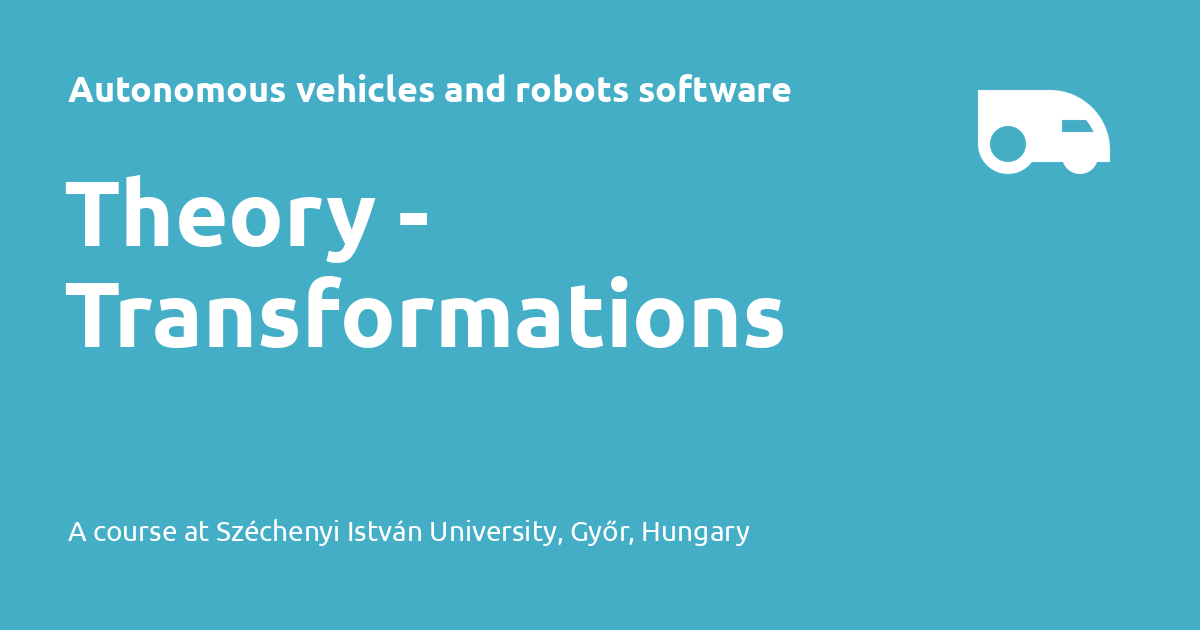 Autonomous vehicles and robots software
Theory -
Transformations
A course at Széchenyi István University, Győr, Hungary